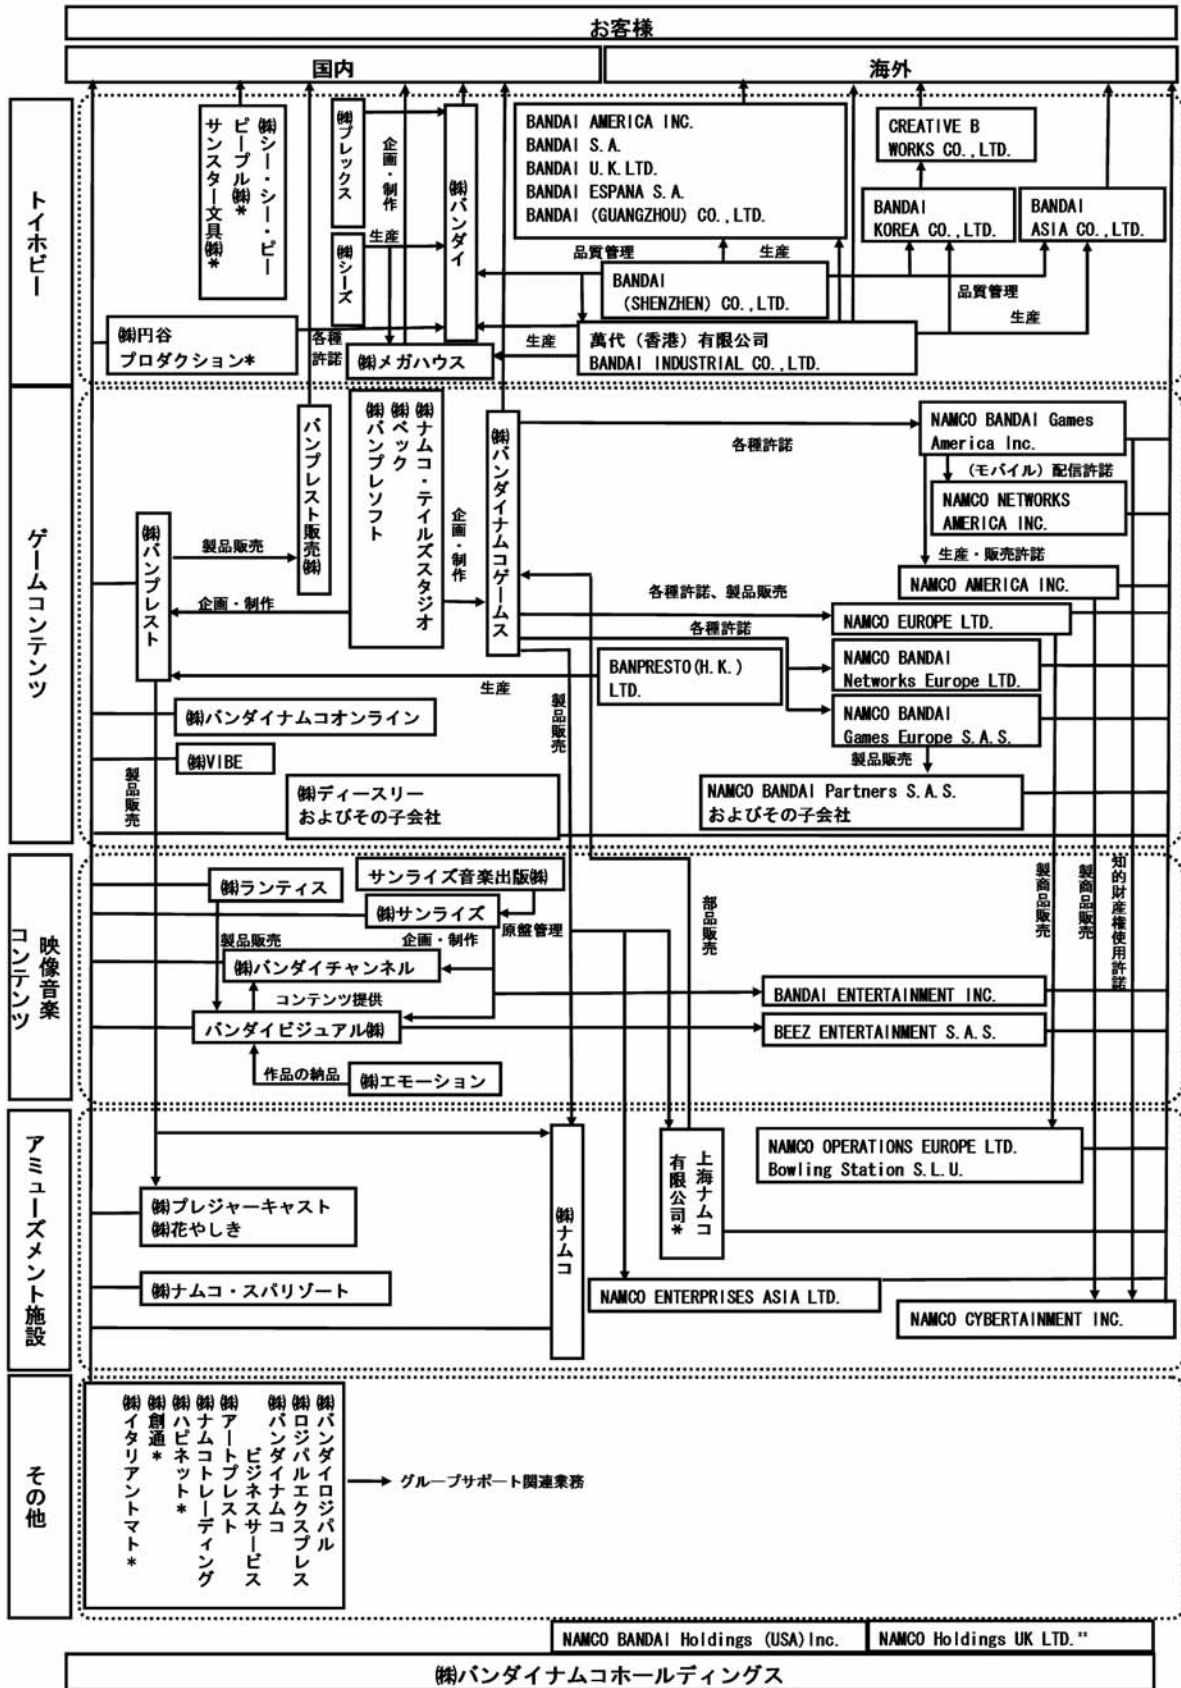 お客様
国内
海外
トイホビー
㈱シー・シー・ピー
ピープル㈱*
サンスター文具㈱*
㈱プレックス
㈱シーズ
企画・制作
生産
㈱バンダイ
BANDAI AMERICA INC.
BANDAI S.A.
BANDAI U.K.LTD.
BANDAI ESPANA S.A.
BANDAI (GUANGZHOU) CO.,LTD.
CREATIVE B
WORKS CO.,LTD.
BANDAI
KOREA CO.,LTD.
BANDAI
ASIA CO.,LTD.
品質管理
生産
BANDAI
(SHENZHEN) CO.,LTD.
品質管理
生産
㈱円谷
プロダクション*
各種
許諾
㈱メガハウス
生産
萬代（香港）有限公司
BANDAI INDUSTRIAL CO.,LTD.
ゲームコンテンツ
㈱バンプレスト
製品販売
バンプレスト販売㈱
企画・制作
㈱ナムコ・テイルズスタジオ
㈱ベック
㈱バンプレソフト
企画・制作
㈱バンダイナムコゲームス
各種許諾
NAMCO BANDAI Games
America Inc.
（モバイル）配信許諾
NAMCO NETWORKS
AMERICA INC.
生産・販売許諾
NAMCO AMERICA INC.
各種許諾、製品販売
NAMCO EUROPE LTD.
各種許諾
BANPRESTO(H.K.)
LTD.
生産
NAMCO BANDAI
Networks Europe LTD.
NAMCO BANDAI
Games Europe S.A.S.
製品販売
NAMCO BANDAI Partners S.A.S.
およびその子会社
㈱バンダイナムコオンライン
㈱VIBE
製品販売
㈱ディースリー
およびその子会社
製品販売
映像音楽
コンテンツ
㈱ランティス
サンライズ音楽出版㈱
㈱サンライズ
原盤管理
製品販売
企画・制作
㈱バンダイチャンネル
コンテンツ提供
バンダイビジュアル㈱
作品の納品
㈱エモーション
部品販売
製商品販売
製商品販売
知的財産権使用許諾
BANDAI ENTERTAINMENT INC.
BEEZ ENTERTAINMENT S.A.S.
アミューズメント施設
㈱プレジャーキャスト
㈱花やしき
㈱ナムコ・スパリゾート
㈱ナムコ
上海ナムコ
有限公司*
NAMCO OPERATIONS EUROPE LTD.
Bowling Station S.L.U.
NAMCO ENTERPRISES ASIA LTD.
NAMCO CYBERTAINMENT INC.
その他
㈱バンダイロジパル
㈱ロジパルエクスプレス
㈱バンダイナムコ
ビジネスサービス
㈱アートプレスト
㈱ナムコトレーディング
㈱ハピネット*
㈱創通*
㈱イタリアントマト*
グループサポート関連業務
NAMCO BANDAI Holdings (USA)Inc.
NAMCO Holdings UK LTD.**
㈱バンダイナムコホールディングス